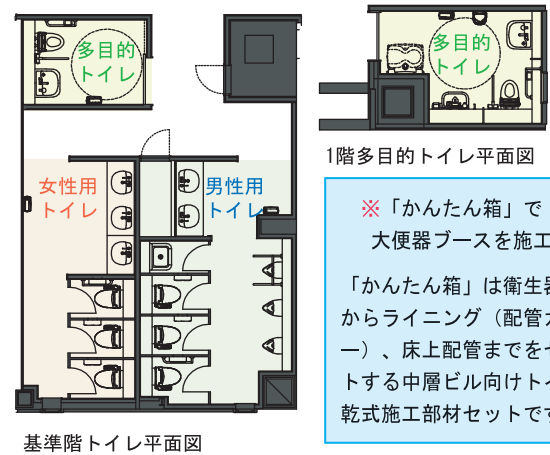 多目的
トイレ
女性用
トイレ
男性用
トイレ
基準階トイレ平面図
多目的
トイレ
1階多目的トイレ平面図
※「かんたん箱」で
大便器ブースを施工
「かんたん箱」は衛生器
からライニング（配管カ
ー）、床上配管までをセ
トする中層ビル向けトイ
乾式施工部材セットです